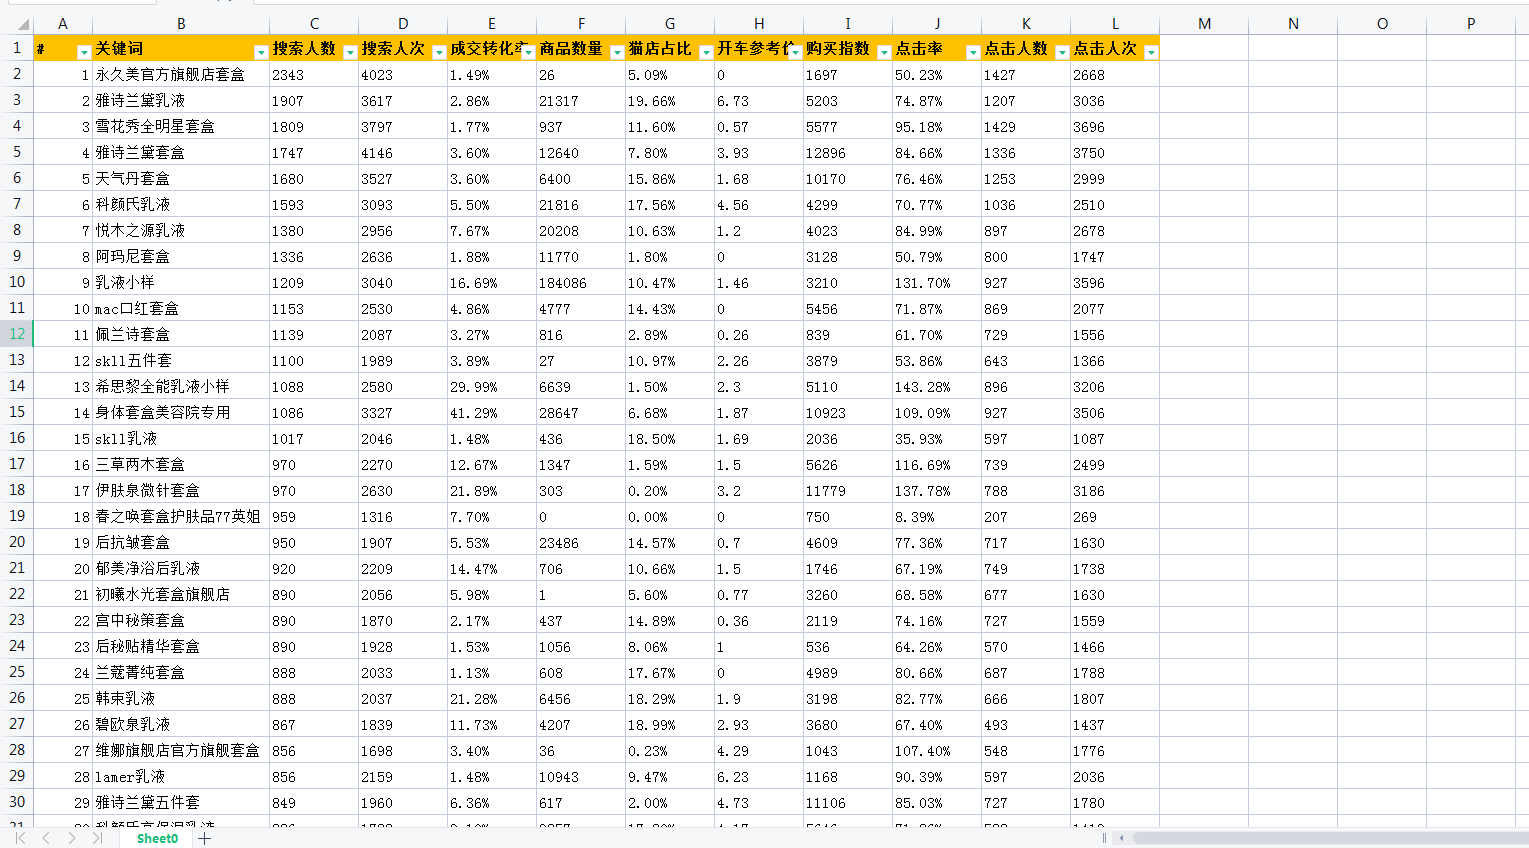 A B C D E F G H I J K L M N O P
1 # 关键词 搜索人数 搜索人次 成交转化率 商品数量 猫店占比 开车参考价 购买指数 点击率 点击人数 点击人次
2 1 永久美官方旗舰店套盒 2343 4023 1.49% 26 5.09% 0 1697 50.23% 1427 2668
3 2 雅诗兰黛乳液 1907 3617 2.86% 21317 19.66% 6.73 5203 74.87% 1207 3036
4 3 雪花秀全明星套盒 1809 3797 1.77% 937 11.60% 0.57 5577 95.18% 1429 3696
5 4 雅诗兰黛套盒 1747 4146 3.60% 12640 7.80% 3.93 12896 84.66% 1336 3750
6 5 天气丹套盒 1680 3527 3.60% 6400 15.86% 1.68 10170 76.46% 1253 2999
7 6 科颜氏乳液 1593 3093 5.50% 21816 17.56% 4.56 4299 70.77% 1036 2510
8 7 悦木之源乳液 1380 2956 7.67% 20208 10.63% 1.2 4023 84.99% 897 2678
9 8 阿玛尼套盒 1336 2636 1.88% 11770 1.80% 0 3128 50.79% 800 1747
10 9 乳液小样 1209 3040 16.69% 184086 10.47% 1.46 3210 131.70% 927 3596
11 10 mac口红套盒 1153 2530 4.86% 4777 14.43% 0 5456 71.87% 869 2077
12 11 佩兰诗套盒 1139 2087 3.27% 816 2.89% 0.26 839 61.70% 729 1556
13 12 skll五件套 1100 1989 3.89% 27 10.97% 2.26 3879 53.86% 643 1366
14 13 希思黎全能乳液小样 1088 2580 29.99% 6639 1.50% 2.3 5110 143.28% 896 3206
15 14 身体套盒美容院专用 1086 3327 41.29% 28647 6.68% 1.87 10923 109.09% 927 3506
16 15 skll乳液 1017 2046 1.48% 436 18.50% 1.69 2036 35.93% 597 1087
17 16 三草两木套盒 970 2270 12.67% 1347 1.59% 1.5 5626 116.69% 739 2499
18 17 伊肤泉微针套盒 970 2630 21.89% 303 0.20% 3.2 11779 137.78% 788 3186
19 18 春之唤套盒护肤品77英姐 959 1316 7.70% 0 0.00% 0 750 8.39% 207 269
20 19 后抗皱套盒 950 1907 5.53% 23486 14.57% 0.7 4609 77.36% 717 1630
21 20 郁美净浴后乳液 920 2209 14.47% 706 10.66% 1.5 1746 67.19% 749 1738
22 21 初曦水光套盒旗舰店 890 2056 5.98% 1 5.60% 0.77 3260 68.58% 677 1630
23 22 宫中秘策套盒 890 1870 2.17% 437 14.89% 0.36 2119 74.16% 727 1559
24 23 后秘贴精华套盒 890 1928 1.53% 1056 8.06% 1 536 64.26% 570 1466
25 24 兰蔻菁纯套盒 888 2033 1.13% 608 17.67% 0 4989 80.66% 687 1788
26 25 韩束乳液 888 2037 21.28% 6456 18.29% 1.9 3198 82.77% 666 1807
27 26 碧欧泉乳液 867 1839 11.73% 4207 18.99% 2.93 3680 67.40% 493 1437
28 27 维娜旗舰店官方旗舰套盒 856 1698 3.40% 36 0.23% 4.29 1043 107.40% 548 1776
29 28 lamer乳液 856 2159 1.48% 10943 9.47% 6.23 1168 90.39% 597 2036
30 29 雅诗兰黛五件套 849 1960 6.36% 617 2.00% 4.73 11106 85.03% 727 1780
Sheet0